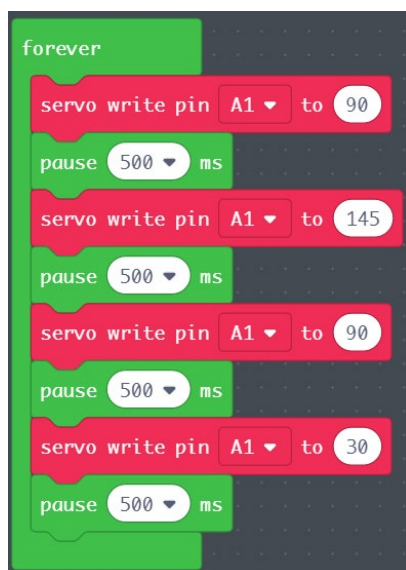 forever
servo write pin A1 to 90
pause 500 ms
servo write pin A1 to 145
pause 500 ms
servo write pin A1 to 90
pause 500 ms
servo write pin A1 to 30
pause 500 ms